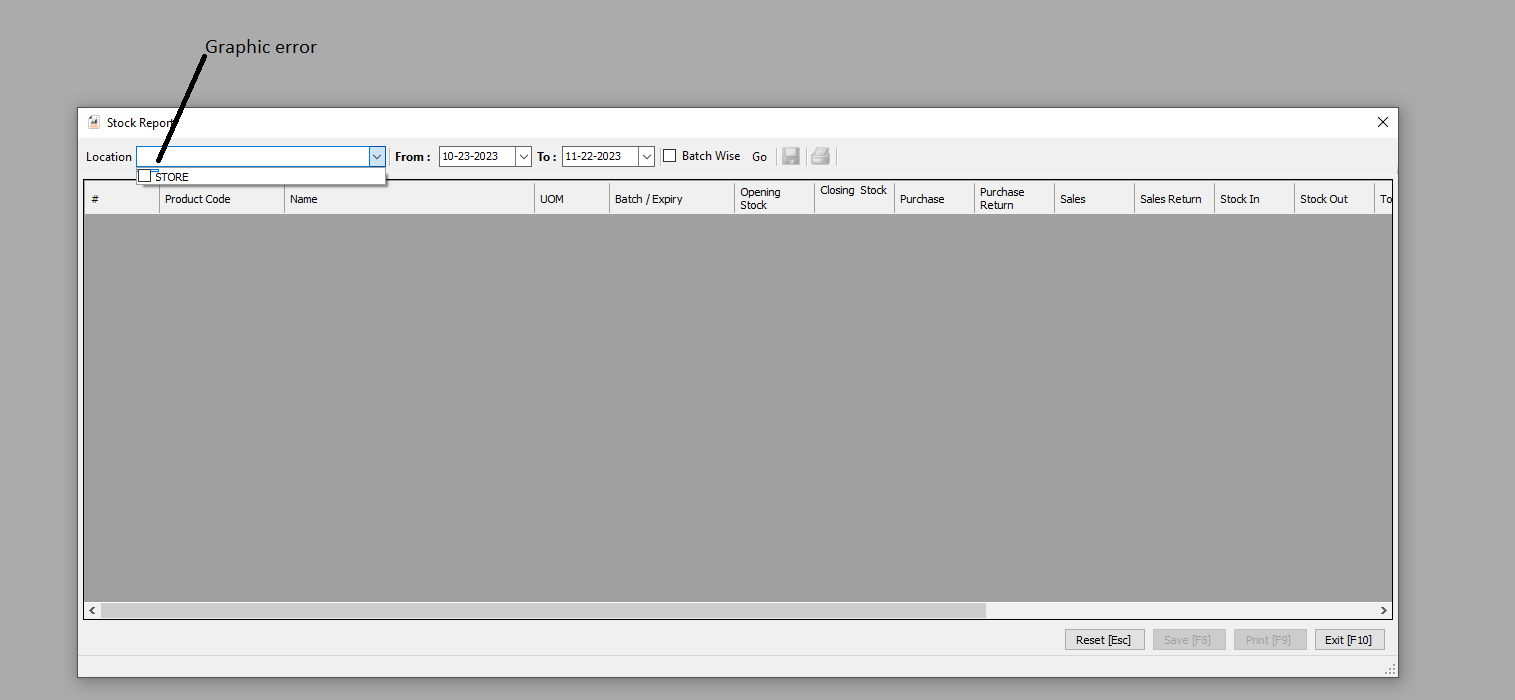 Graphic error
Stock Report
Location From : 10-23-2023 To : 11-22-2023 Batch Wise Go
STORE
# Product Code Name UOM Batch / Expiry Opening Stock Closing Stock Purchase Purchase Return Sales Sales Return Stock In Stock Out To
Reset [Esc] Save [F8] Print [F9] Exit [F10]